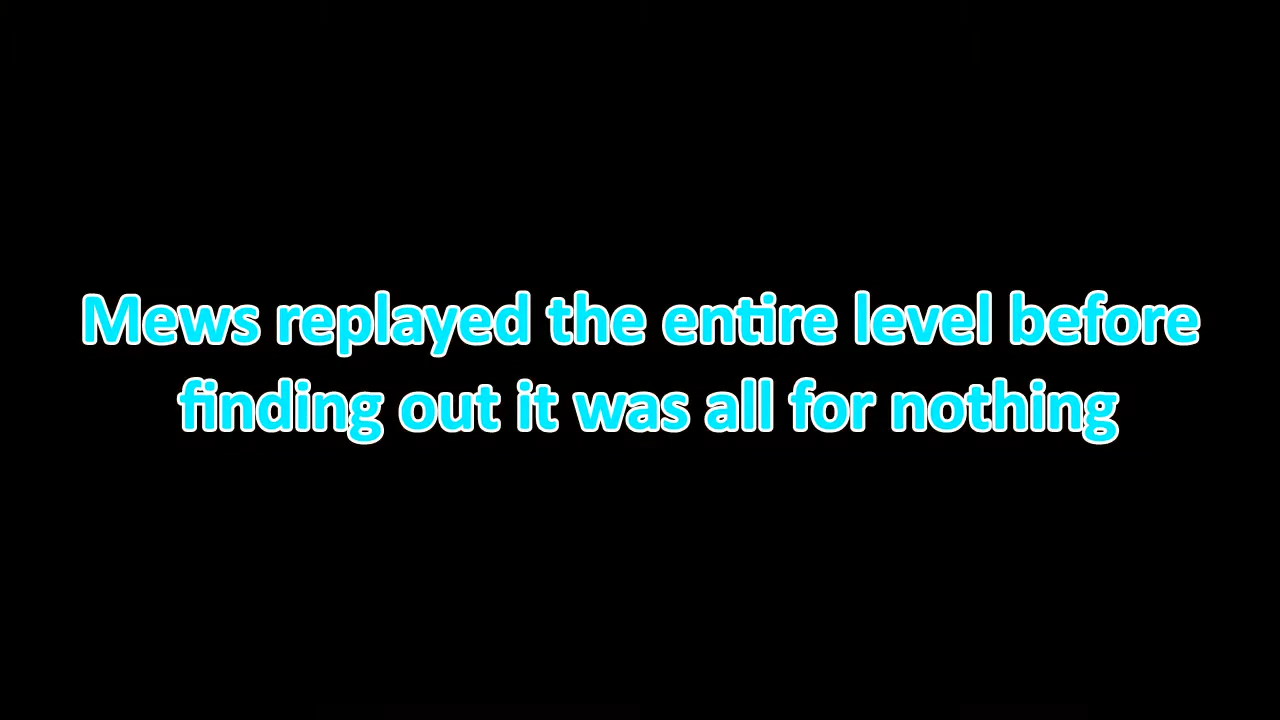 Mews replayed the entire level before
finding out it was all for nothing